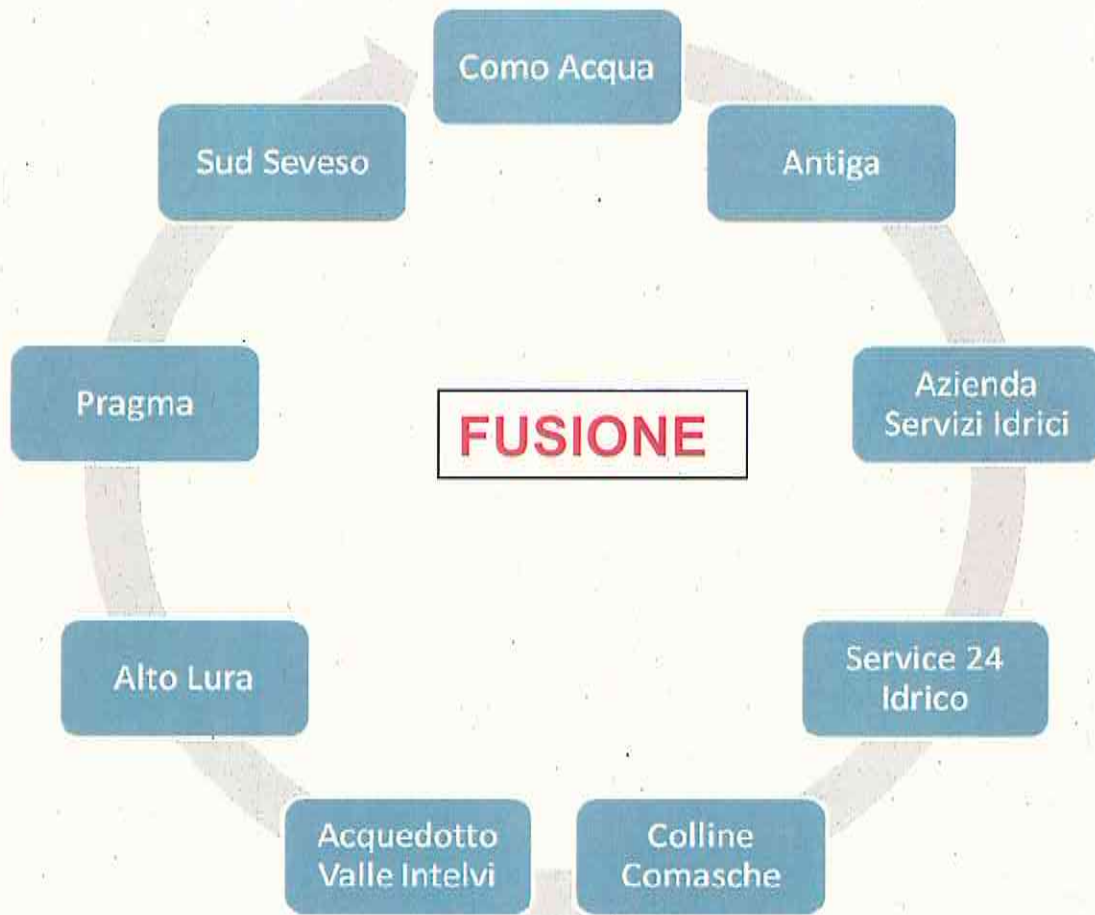 Como Acqua
Antiga
Azienda
Servizi Idrici
Service 24
Idrico
Colline
Comasche
Acquedotto
Valle Intelvi
Alto Lura
Pragma
Sud Seveso
FUSIONE